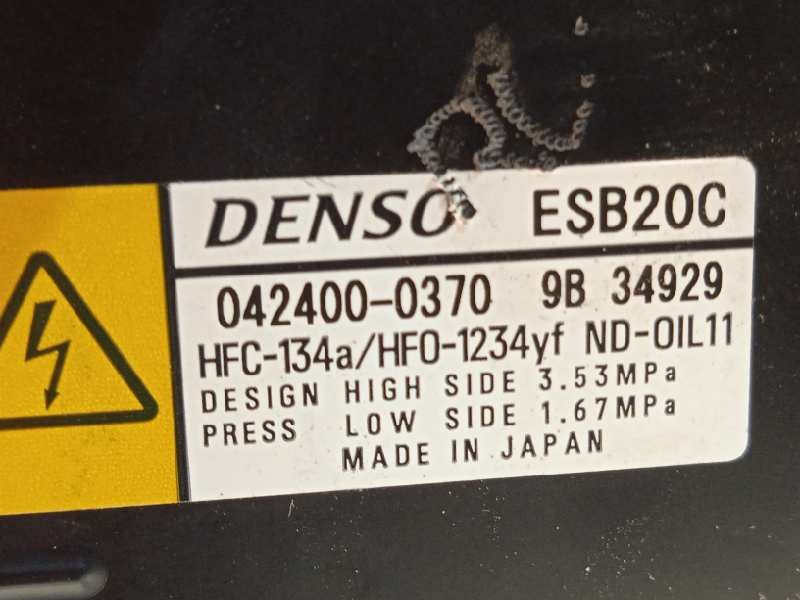 DENSO ESB20C
042400-0370 9B 34929
HFC-134a/HFO-1234yf ND-OIL11
DESIGN HIGH SIDE 3.53MPa
PRESS LOW SIDE 1.67MPa
MADE IN JAPAN